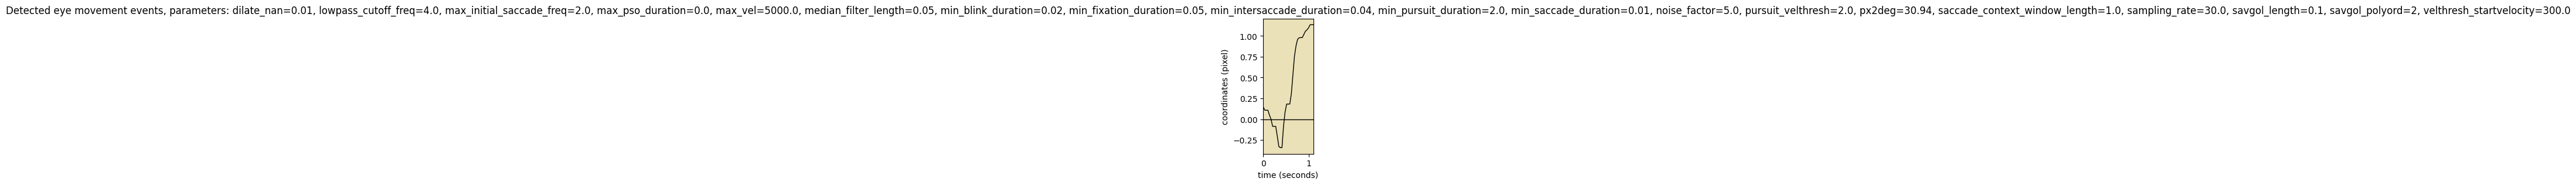 Detected eye movement events, parameters: dilate_nan=0.01, lowpass_cutoff_freq=4.0, max_initial_saccade_freq=2.0, max_pso_duration=0.0, max_vel=5000.0, median_filter_length=0.05, min_blink_duration=0.02, min_fixation_duration=0.05, min_intersaccade_duration=0.04, min_pursuit_duration=2.0, min_saccade_duration=0.01, noise_factor=5.0, pursuit_velthresh=2.0, px2deg=30.94, saccade_context_window_length=1.0, sampling_rate=30.0, savgol_length=0.1, savgol_polyord=2, velthresh_startvelocity=300.0
coordinates (pixel)
1.00
0.75
0.50
0.25
0.00
−0.25
0 1
time (seconds)